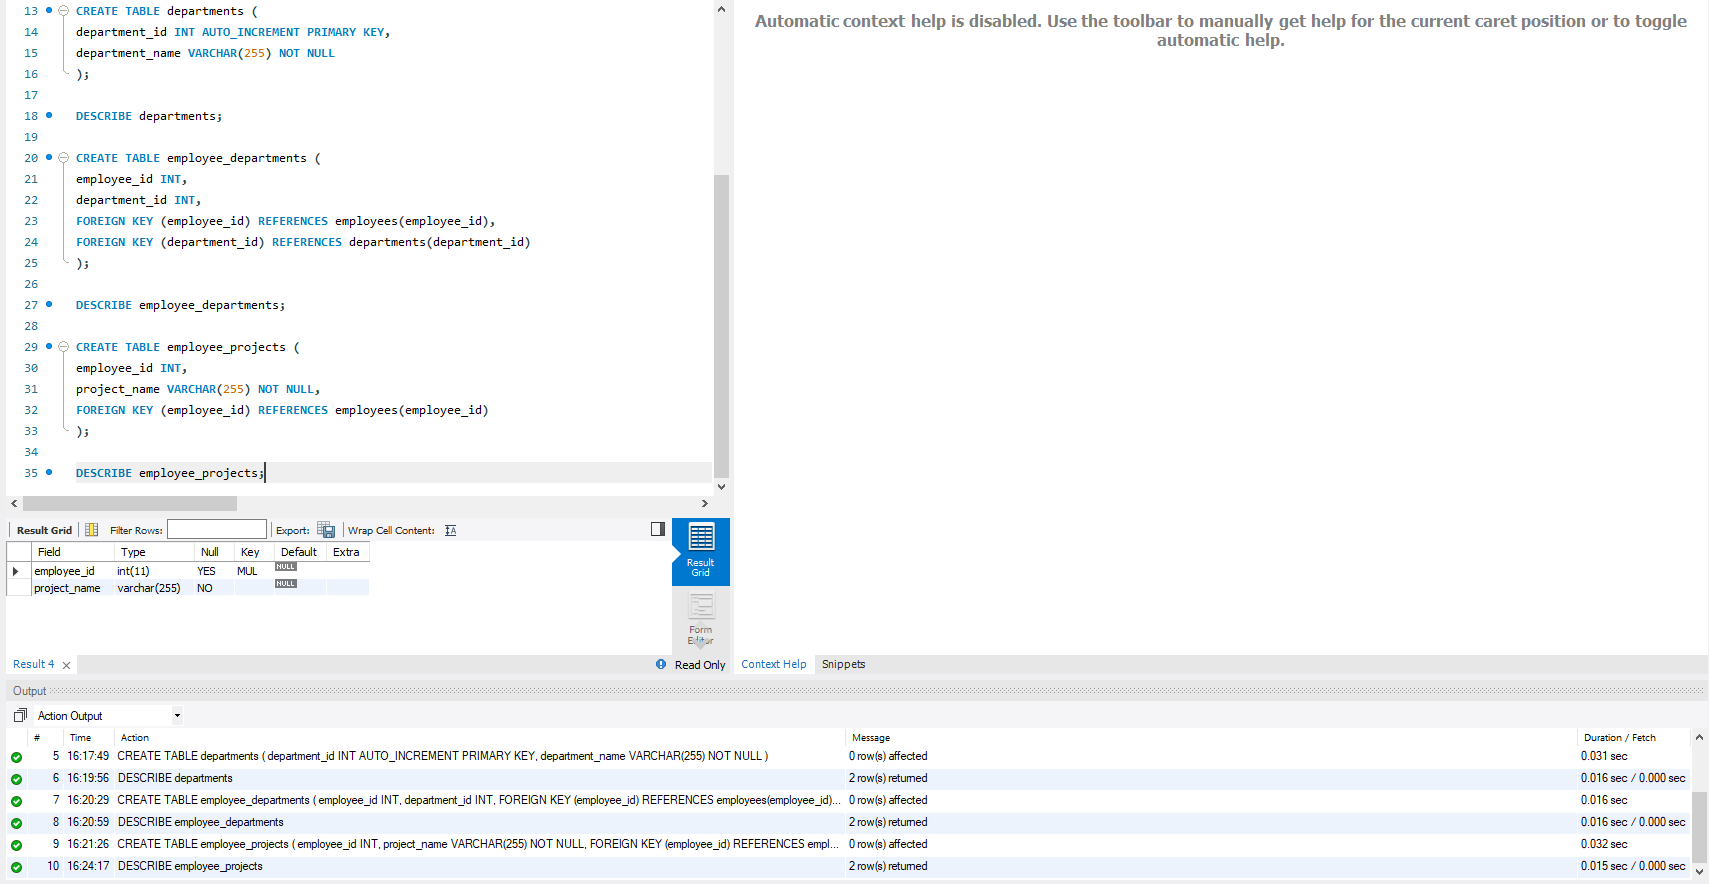 13 CREATE TABLE departments (
14 department_id INT AUTO_INCREMENT PRIMARY KEY,
15 department_name VARCHAR(255) NOT NULL
16 );
17
18 DESCRIBE departments;
19
20 CREATE TABLE employee_departments (
21 employee_id INT,
22 department_id INT,
23 FOREIGN KEY (employee_id) REFERENCES employees(employee_id),
24 FOREIGN KEY (department_id) REFERENCES departments(department_id)
25 );
26
27 DESCRIBE employee_departments;
28
29 CREATE TABLE employee_projects (
30 employee_id INT,
31 project_name VARCHAR(255) NOT NULL,
32 FOREIGN KEY (employee_id) REFERENCES employees(employee_id)
33 );
34
35 DESCRIBE employee_projects;
Automatic context help is disabled. Use the toolbar to manually get help for the current caret position or to toggle
automatic help.
Result Grid Filter Rows: Export: Wrap Cell Content: IA
Field Type Null Key Default Extra
employee_id int(11) YES MUL NULL
project_name varchar(255) NO NULL
Result
Grid
Form
Editor
Result 4 Read Only
Context Help Snippets
Output
Action Output
# Time Action Message Duration / Fetch
5 16:17:49 CREATE TABLE departments ( department_id INT AUTO_INCREMENT PRIMARY KEY, department_name VARCHAR(255) NOT NULL ) 0 row(s) affected 0.031 sec
6 16:19:56 DESCRIBE departments 2 row(s) returned 0.016 sec / 0.000 sec
7 16:20:29 CREATE TABLE employee_departments ( employee_id INT, department_id INT, FOREIGN KEY (employee_id) REFERENCES employees(employee_id)... 0 row(s) affected 0.016 sec
8 16:20:59 DESCRIBE employee_departments 2 row(s) returned 0.016 sec / 0.000 sec
9 16:21:26 CREATE TABLE employee_projects ( employee_id INT, project_name VARCHAR(255) NOT NULL, FOREIGN KEY (employee_id) REFERENCES empl... 0 row(s) affected 0.032 sec
10 16:24:17 DESCRIBE employee_projects 2 row(s) returned 0.015 sec / 0.000 sec